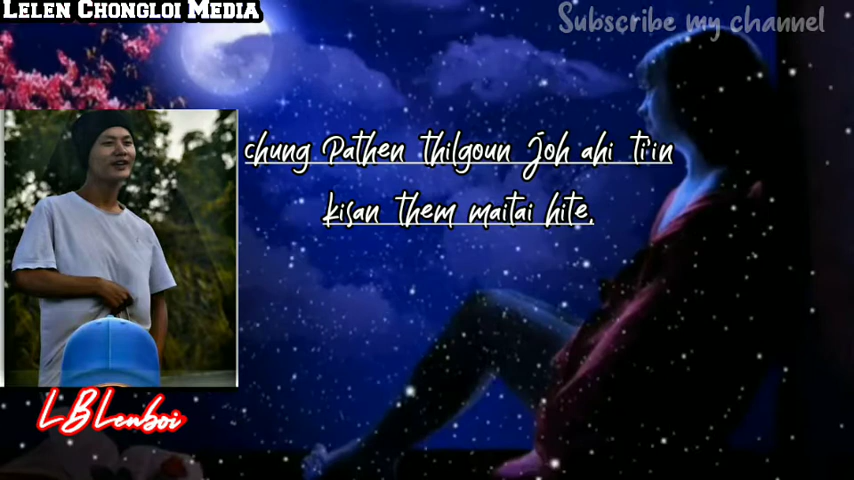 Lelen Chongloi Media
Subscribe my channel
chung Pathen thilgoun Joh ahi ti'in
kisan them maitai hite.
LBLenboi